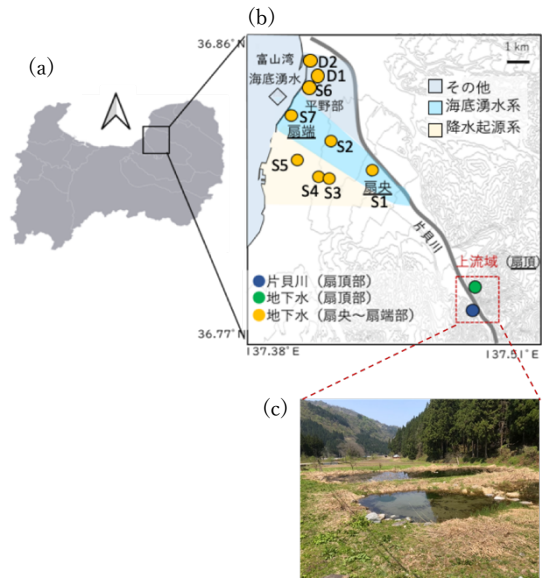 (a)
(b)
36.86°N
1 km
富山湾
海底湧水
D2
D1
S6
平野部
S7
扇端
S2
S5
S4
S3
扇央
S1
その他
海底湧水系
降水起源系
片貝川
上流域（扇頂）
片貝川（扇頂部）
地下水（扇頂部）
地下水（扇央～扇端部）
36.77°N
137.38°E
137.51°E
(c)